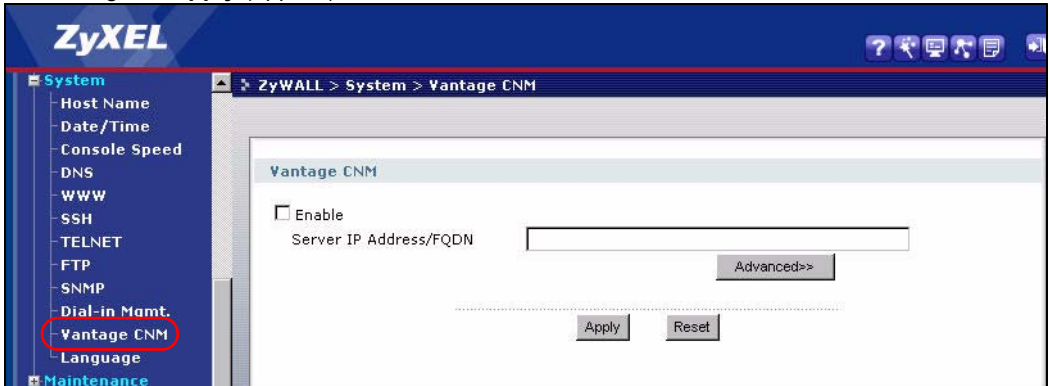 ZyXEL
System
Host Name
Date/Time
Console Speed
DNS
WWW
SSH
TELNET
FTP
SNMP
Dial-in Mgmt.
Vantage CNM
Language
Maintenance
ZyWALL > System > Vantage CNM
Vantage CNM
Enable
Server IP Address/FQDN
Advanced>>
Apply Reset